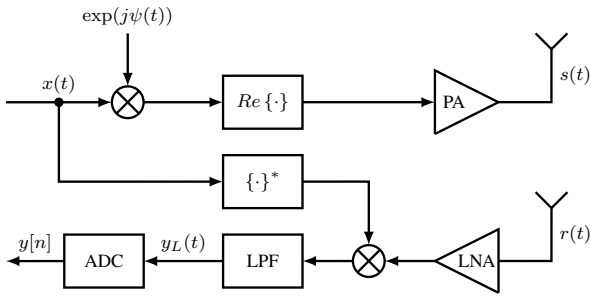 exp(jψ(t))
x(t)
Re {·}
PA
s(t)
{·}*
r(t)
y[n]
ADC
y_L(t)
LPF
LNA